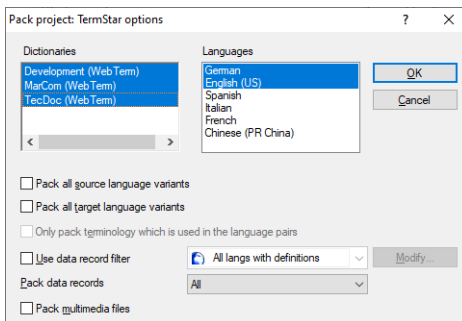 Pack project: TermStar options
Dictionaries
Development (WebTerm)
MarCom (WebTerm)
TecDoc (WebTerm)
Languages
German
English (US)
Spanish
Italian
French
Chinese (PR China)
OK
Cancel
Pack all source language variants
Pack all target language variants
Only pack terminology which is used in the language pairs
Use data record filter
All langs with definitions
Modify...
Pack data records
All
Pack multimedia files